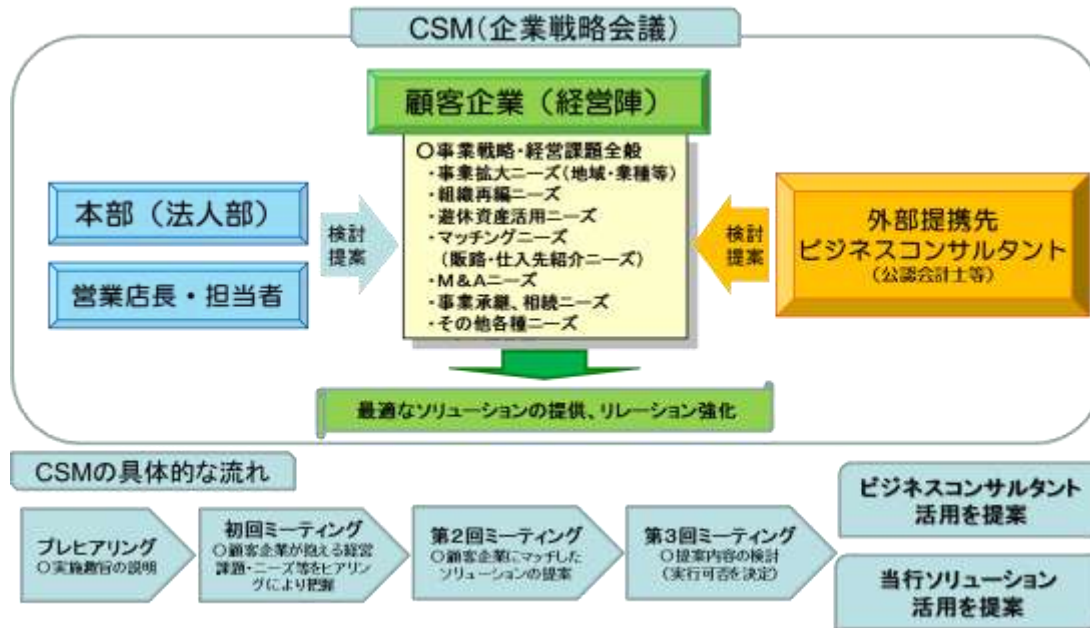 CSM(企業戦略会議)
顧客企業（経営陣）
○事業戦略・経営課題全般
・事業拡大ニーズ(地域・業種等)
・組織再編ニーズ
・遊休資産活用ニーズ
・マッチングニーズ
(販路・仕入先紹介ニーズ)
・M&Aニーズ
・事業承継、相続ニーズ
・その他各種ニーズ
本部（法人部）
営業店長・担当者
検討
提案
検討
提案
外部提携先
ビジネスコンサルタント
(公認会計士等)
最適なソリューションの提供、リレーション強化
CSMの具体的な流れ
プレヒアリング
○実施趣旨の説明
初回ミーティング
○顧客企業が抱える経営
課題・ニーズ等をヒアリン
グにより把握
第2回ミーティング
○顧客企業にマッチした
ソリューションの提案
第3回ミーティング
○提案内容の検討
(実行可否を決定)
ビジネスコンサルタント
活用を提案
当行ソリューション
活用を提案